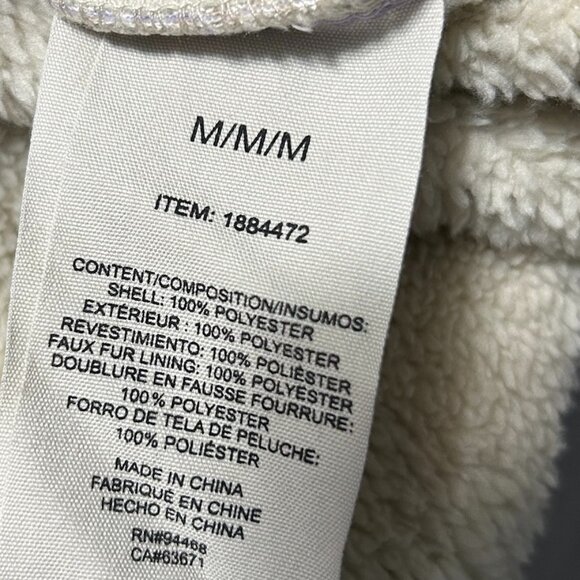 M/M/M
ITEM: 1884472
CONTENT/COMPOSITION/INSUMOS:
SHELL: 100% POLYESTER
EXTÉRIEUR : 100% POLYESTER
REVESTIMIENTO: 100% POLIÉSTER
FAUX FUR LINING: 100% POLYESTER
DOUBLURE EN FAUSSE FOURRURE:
100% POLYESTER
FORRO DE TELA DE PELUCHE:
100% POLIÉSTER
MADE IN CHINA
FABRIQUÉ EN CHINE
HECHO EN CHINA
RN#94468
CA#63671